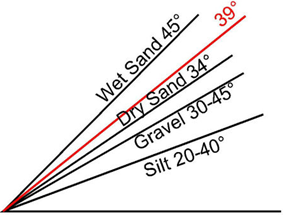 39°
Wet Sand 45°
Dry Sand 34°
Gravel 30-45°
Silt 20-40°